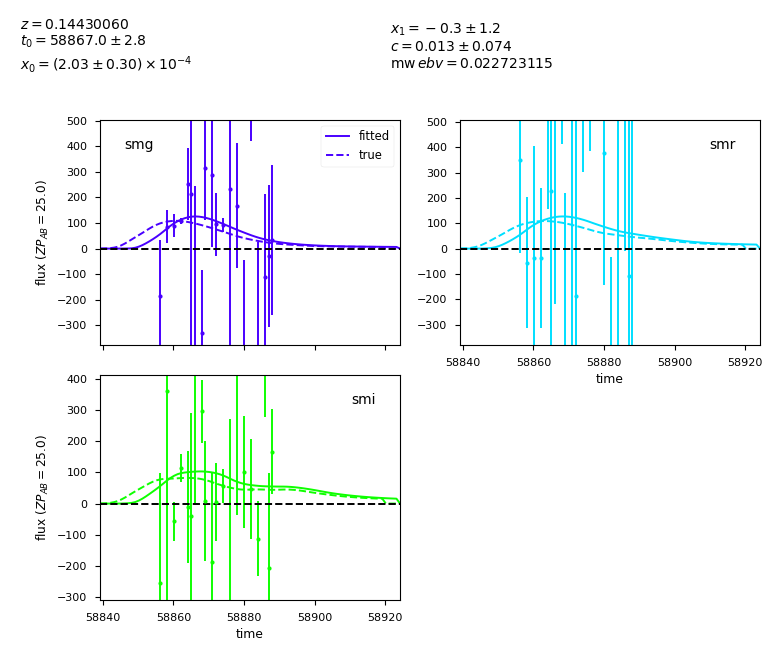 z = 0.14430060
t₀ = 58867.0 ± 2.8
x₀ = (2.03 ± 0.30) × 10⁻⁴
x₁ = −0.3 ± 1.2
c = 0.013 ± 0.074
mw ebv = 0.022723115
smg
fitted
true
500
400
300
200
100
0
−100
−200
−300
flux (ZP_AB = 25.0)
smr
500
400
300
200
100
0
−100
−200
−300
58840 58860 58880 58900 58920
time
smi
400
300
200
100
0
−100
−200
−300
flux (ZP_AB = 25.0)
58840 58860 58880 58900 58920
time